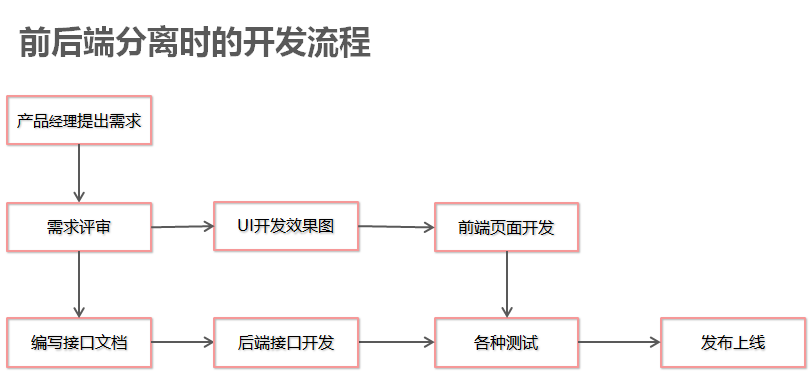 前后端分离时的开发流程
产品经理提出需求
需求评审
UI开发效果图
前端页面开发
编写接口文档
后端接口开发
各种测试
发布上线